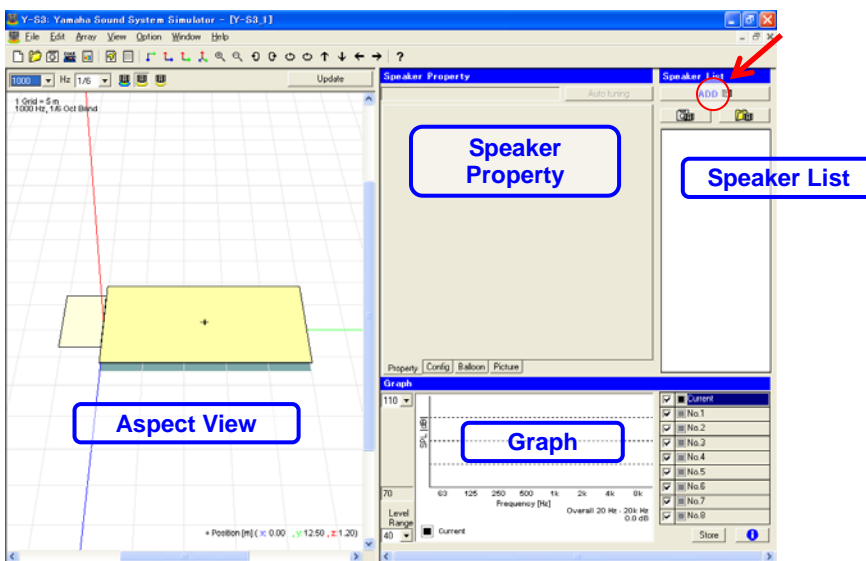 Y-S3: Yamaha Sound System Simulator - [Y-S3_1]
File Edit Array View Option Window Help
1000 Hz 1/6 Update
1 Grid = 5 m
1000 Hz, 1/6 Oct Band
Aspect View
+ Position [m] ( x: 0.00 , y:12.50 , z:1.20)
Speaker Property
Auto tuning
Speaker
Property
Property Config Balloon Picture
Speaker List
ADD
Speaker List
Graph
110
SPL [dB]
Graph
70
63 125 250 500 1k 2k 4k 8k
Frequency [Hz]
Overall 20 Hz - 20k Hz
0.0 dB
Level
Range
40
Current
Current
No.1
No.2
No.3
No.4
No.5
No.6
No.7
No.8
Store